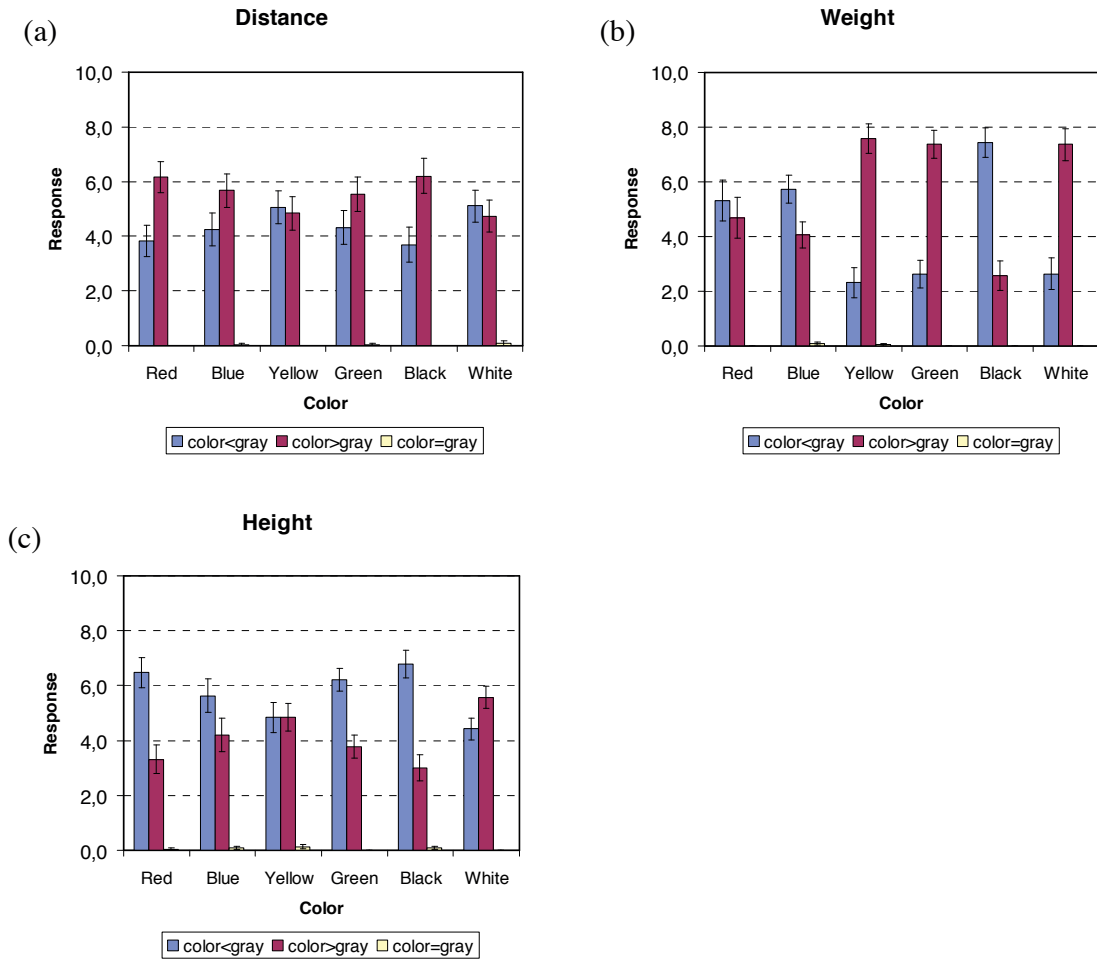 (a)
Distance
10,0
8,0
6,0
4,0
2,0
0,0
Response
Red Blue Yellow Green Black White
Color
color<gray color>gray color=gray
(b)
Weight
10,0
8,0
6,0
4,0
2,0
0,0
Response
Red Blue Yellow Green Black White
Color
color<gray color>gray color=gray
(c)
Height
10,0
8,0
6,0
4,0
2,0
0,0
Response
Red Blue Yellow Green Black White
Color
color<gray color>gray color=gray